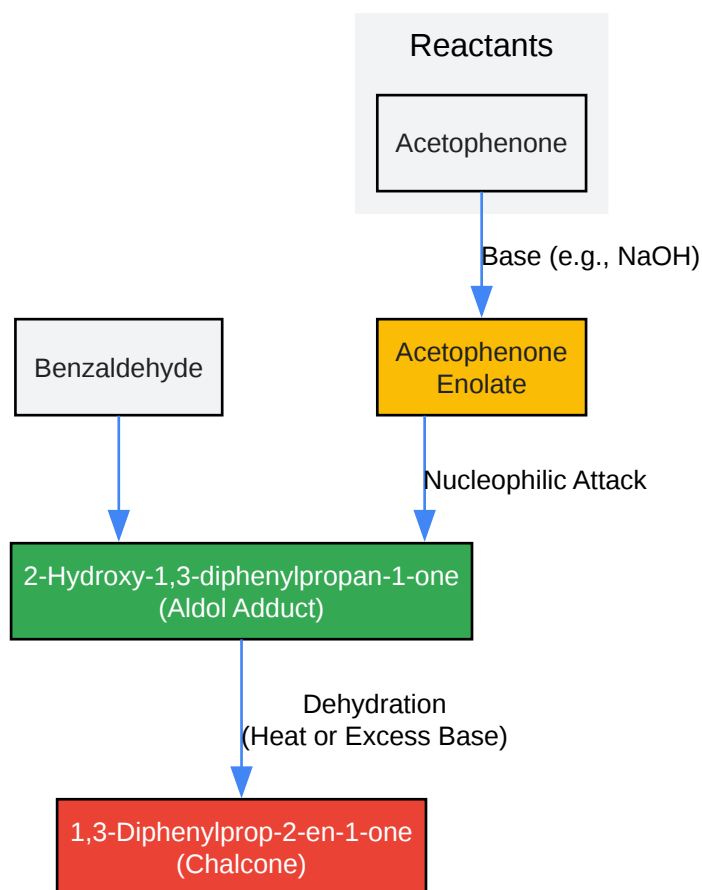 Reactants
Acetophenone
Base (e.g., NaOH)
Benzaldehyde
Acetophenone
Enolate
Nucleophilic Attack
2-Hydroxy-1,3-diphenylpropan-1-one
(Aldol Adduct)
Dehydration
(Heat or Excess Base)
1,3-Diphenylprop-2-en-1-one
(Chalcone)